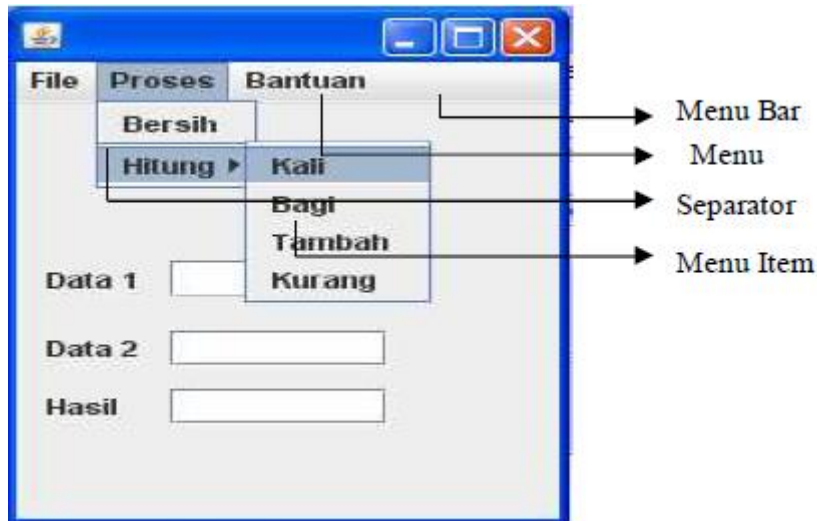 File Proses Bantuan
Bersih
Hitung Kali
Bagi
Tambah
Kurang
Data 1
Data 2
Hasil
Menu Bar
Menu
Separator
Menu Item